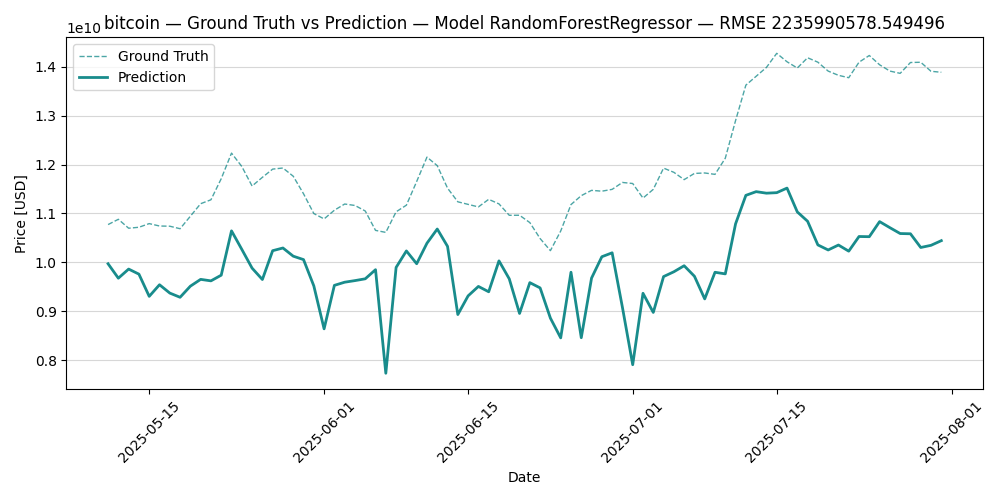 bitcoin — Ground Truth vs Prediction — Model RandomForestRegressor — RMSE 2235990578.549496
1e10
Ground Truth
Prediction
1.4
1.3
1.2
1.1
1.0
0.9
0.8
Price [USD]
2025-05-15
2025-06-01
2025-06-15
2025-07-01
2025-07-15
2025-08-01
Date